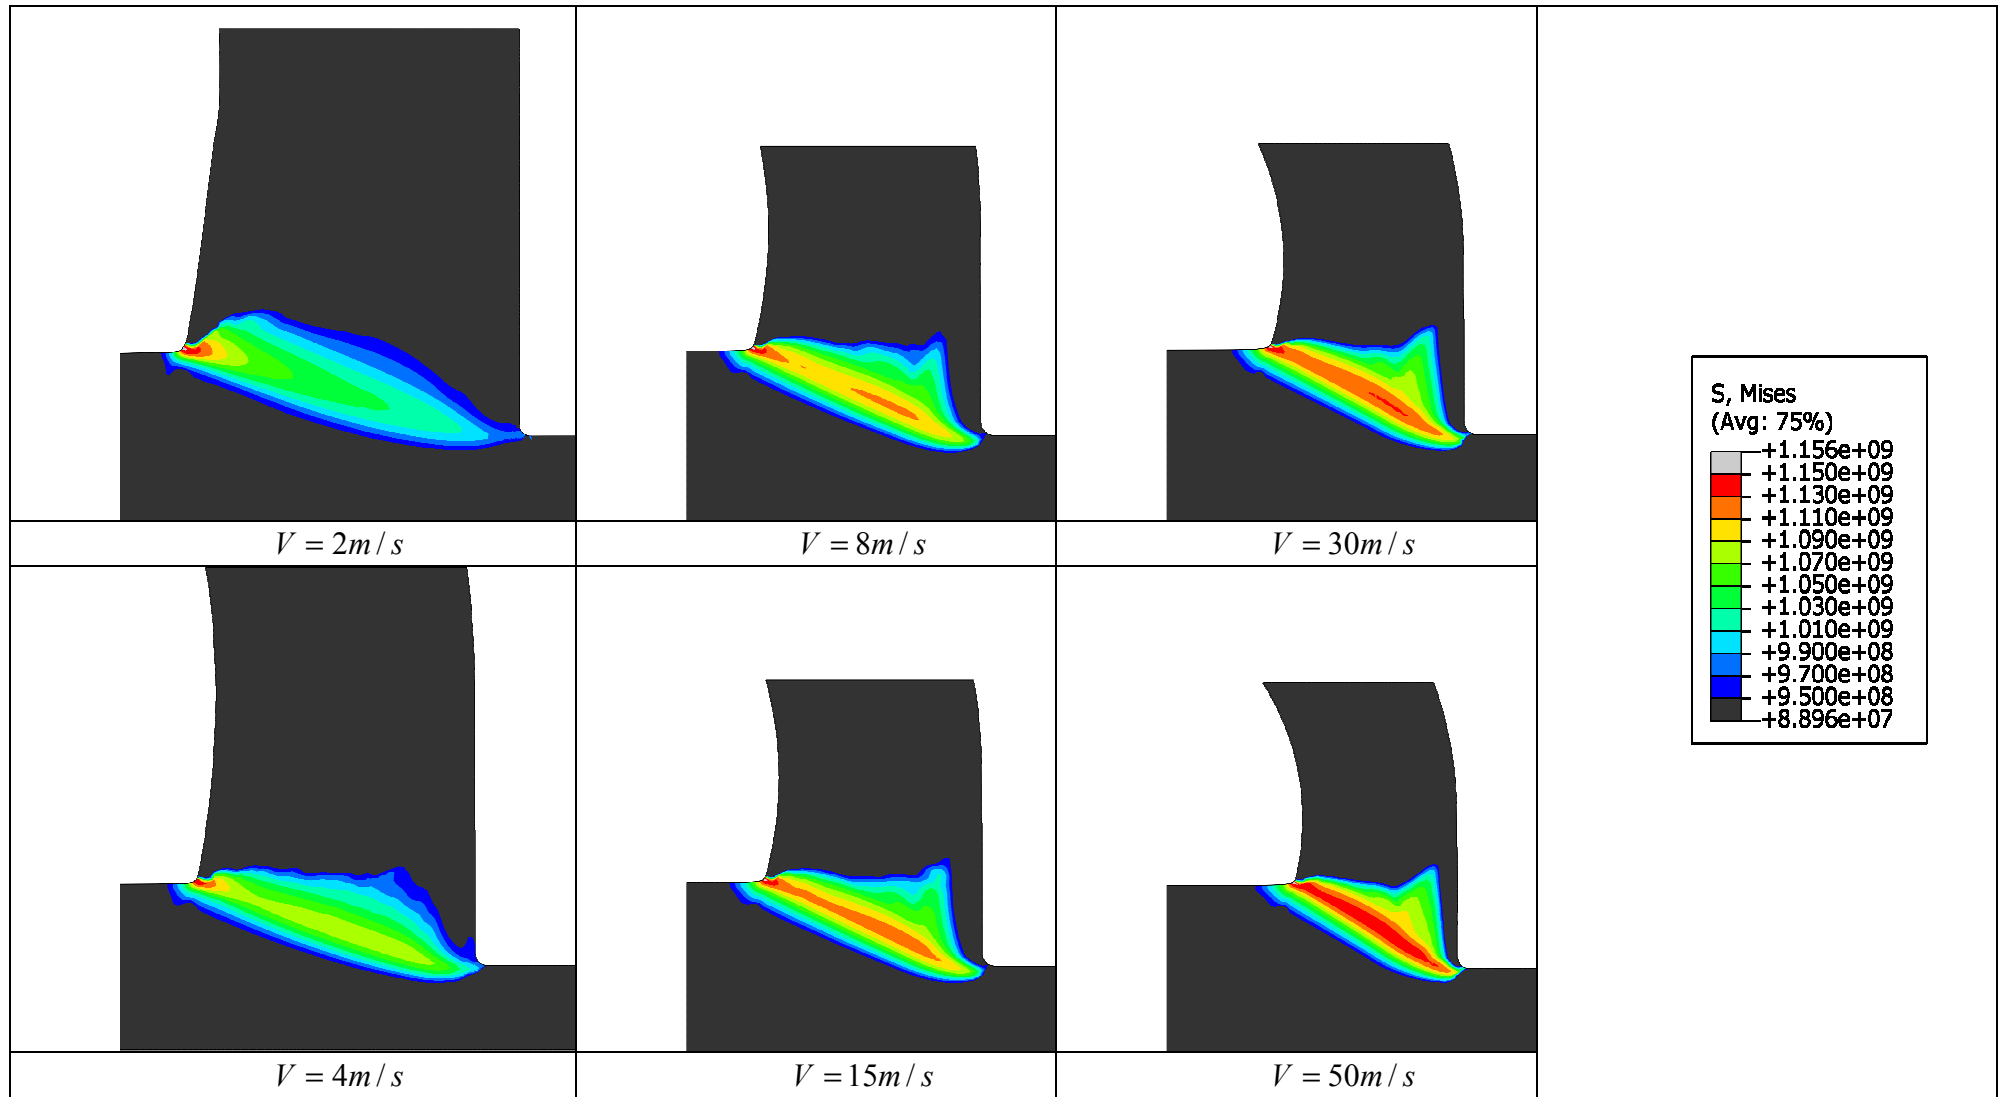 V = 2m / s
V = 8m / s
V = 30m / s
V = 4m / s
V = 15m / s
V = 50m / s
S, Mises
(Avg: 75%)
+1.156e+09
+1.150e+09
+1.130e+09
+1.110e+09
+1.090e+09
+1.070e+09
+1.050e+09
+1.030e+09
+1.010e+09
+9.900e+08
+9.700e+08
+9.500e+08
+8.896e+07